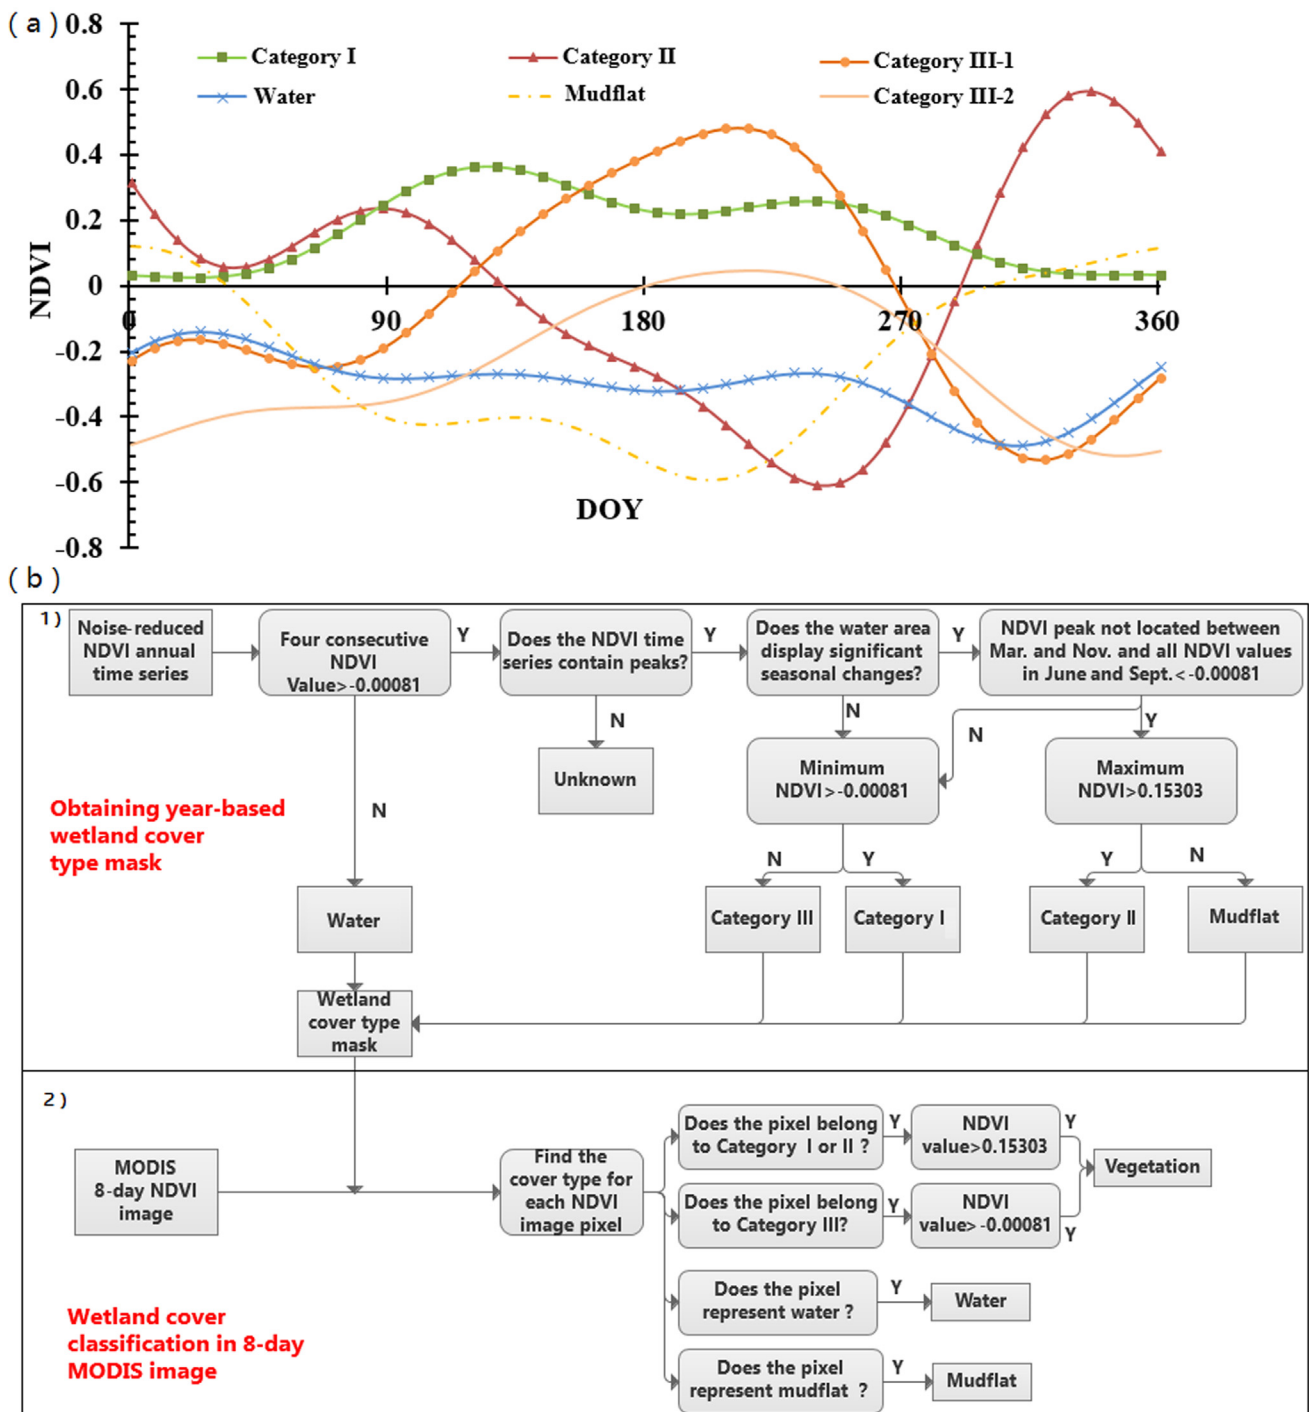 ( a )
0.8
0.6
0.4
0.2
0
-0.2
-0.4
-0.6
-0.8
NDVI
Category I
Category II
Category III-1
Water
Mudflat
Category III-2
0
90
180
270
360
DOY
( b )
1 )
Noise-reduced
NDVI annual
time series
Four consecutive
NDVI
Value>-0.00081
Y
Does the NDVI time
series contain peaks?
Y
Does the water area
display significant
seasonal changes?
Y
NDVI peak not located between
Mar. and Nov. and all NDVI values
in June and Sept.<-0.00081
N
N
N
Y
Unknown
Minimum
NDVI>-0.00081
Maximum
NDVI>0.15303
Obtaining year-based
wetland cover
type mask
N
N
Y
Y
N
Water
Category III
Category I
Category II
Mudflat
Wetland
cover type
mask
2 )
MODIS
8-day NDVI
image
Find the
cover type for
each NDVI
image pixel
Does the pixel belong
to Category I or II ?
Y
NDVI
value>0.15303
Y
Does the pixel belong
to Category III?
Y
NDVI
value>-0.00081
Y
Vegetation
Does the pixel
represent water ?
Y
Water
Does the pixel
represent mudflat ?
Y
Mudflat
Wetland cover
classification in 8-day
MODIS image